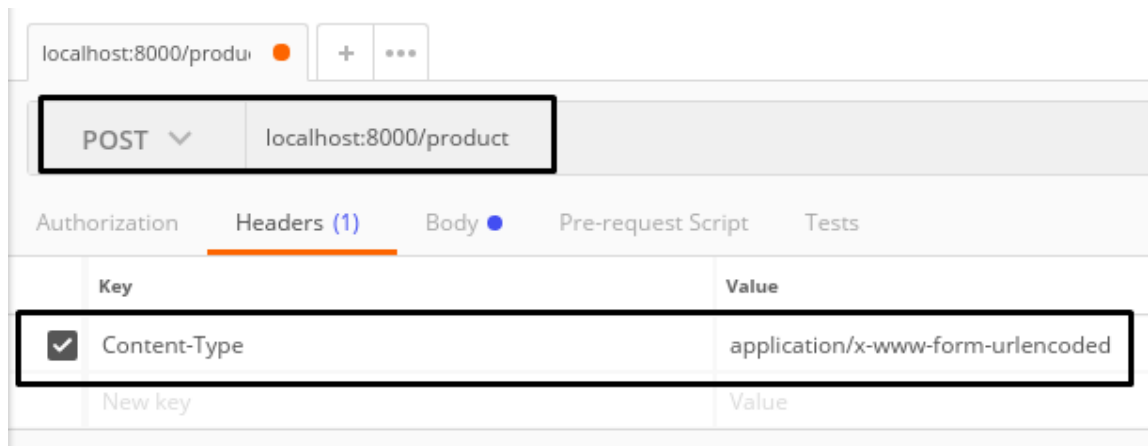 localhost:8000/produ
POST localhost:8000/product
Authorization Headers (1) Body Pre-request Script Tests
Key Value
Content-Type application/x-www-form-urlencoded
New key Value